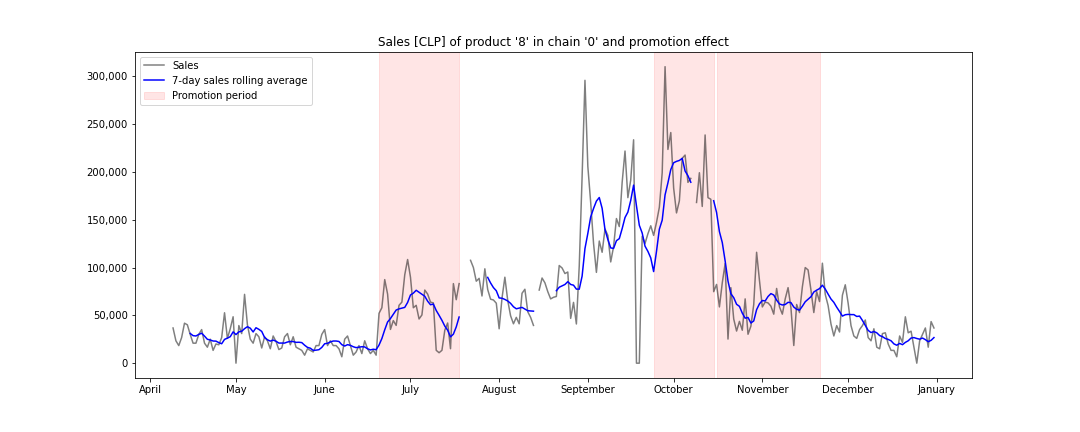 Sales [CLP] of product '8' in chain '0' and promotion effect
Sales
7-day sales rolling average
Promotion period
300,000
250,000
200,000
150,000
100,000
50,000
0
April May June July August September October November December January